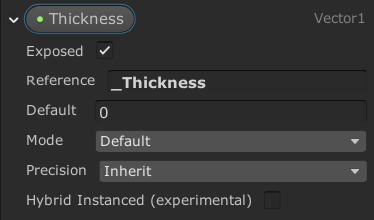 Thickness Vector1
Exposed
Reference _Thickness
Default 0
Mode Default
Precision Inherit
Hybrid Instanced (experimental)